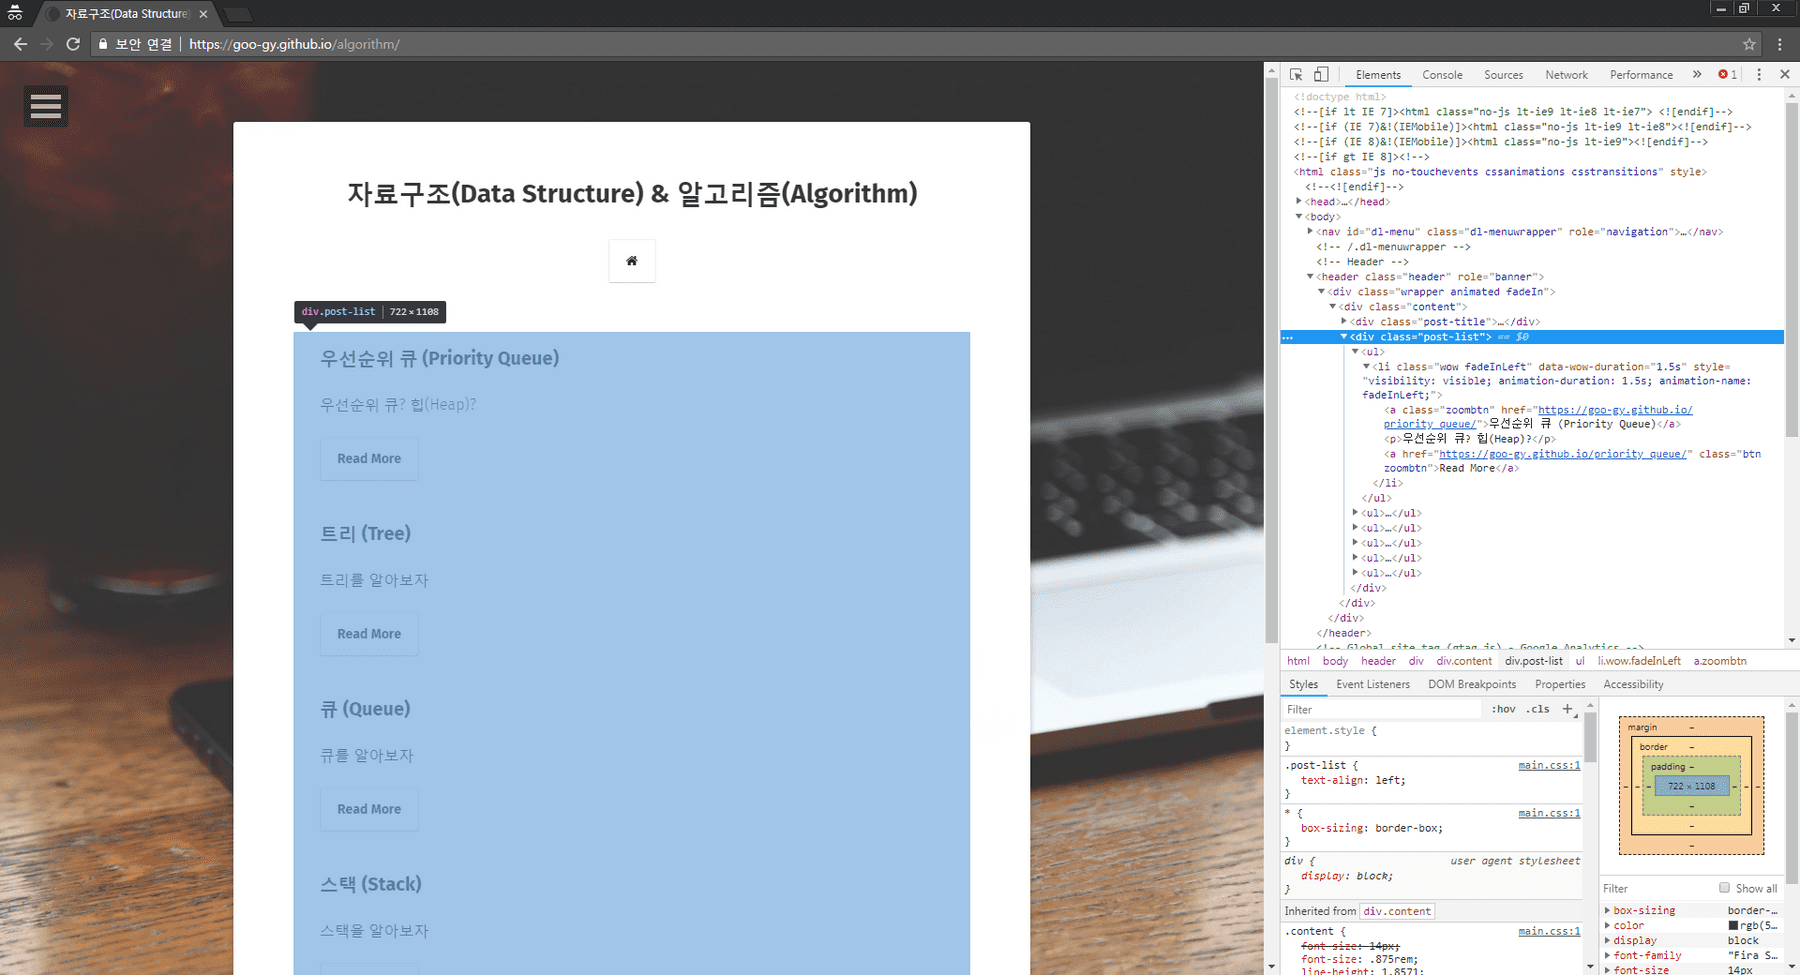 자료구조(Data Structure)
보안 연결 | https://goo-gy.github.io/algorithm/
자료구조(Data Structure) & 알고리즘(Algorithm)
div.post-list | 722 × 1108
우선순위 큐 (Priority Queue)
우선순위 큐? 힙(Heap)?
Read More
트리 (Tree)
트리를 알아보자
Read More
큐 (Queue)
큐를 알아보자
Read More
스택 (Stack)
스택을 알아보자
Elements Console Sources Network Performance » 1
<!doctype html>
<!--[if lt IE 7]><html class="no-js lt-ie9 lt-ie8 lt-ie7"> <![endif]-->
<!--[if (IE 7)&!(IEMobile)]><html class="no-js lt-ie9 lt-ie8"><![endif]-->
<!--[if (IE 8)&!(IEMobile)]><html class="no-js lt-ie9"><![endif]-->
<!--[if gt IE 8]><!-->
<html class="js no-touchevents cssanimations csstransitions" style>
<!--<![endif]-->
<head>…</head>
<body>
<nav id="dl-menu" class="dl-menuwrapper" role="navigation">…</nav>
<!-- /.dl-menuwrapper -->
<!-- Header -->
<header class="header" role="banner">
<div class="wrapper animated fadeIn">
<div class="content">
<div class="post-title">…</div>
… <div class="post-list"> == $0
<ul>
<li class="wow fadeInLeft" data-wow-duration="1.5s" style=
"visibility: visible; animation-duration: 1.5s; animation-name:
fadeInLeft;">
<a class="zoombtn" href="https://goo-gy.github.io/
priority_queue/">우선순위 큐 (Priority Queue)</a>
<p>우선순위 큐? 힙(Heap)?</p>
<a href="https://goo-gy.github.io/priority_queue/" class="btn
zoombtn">Read More</a>
</li>
</ul>
<ul>…</ul>
<ul>…</ul>
<ul>…</ul>
<ul>…</ul>
<ul>…</ul>
</div>
</div>
</div>
</header>
<!-- Global site tag (gtag.js) - Google Analytics -->
html body header div div.content div.post-list ul li.wow.fadeInLeft a.zoombtn
Styles Event Listeners DOM Breakpoints Properties Accessibility
Filter :hov .cls +
element.style {
}
.post-list { main.css:1
text-align: left;
}
* { main.css:1
box-sizing: border-box;
}
div { user agent stylesheet
display: block;
}
Inherited from div.content
.content { main.css:1
font-size: 14px;
font-size: .875rem;
line-height: 1.8571;
margin –
border –
padding –
– – – 722 × 1108 – – –
–
–
–
Filter Show all
box-sizing border-…
color rgb(5…
display block
font-family "Fira S…
font-size 14px